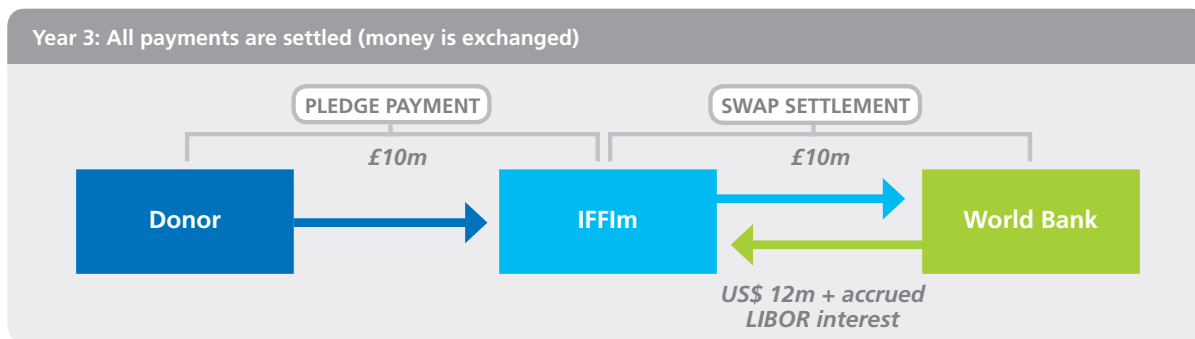 Year 3: All payments are settled (money is exchanged)
PLEDGE PAYMENT
SWAP SETTLEMENT
£10m
£10m
Donor
IFFIm
World Bank
US$ 12m + accrued
LIBOR interest